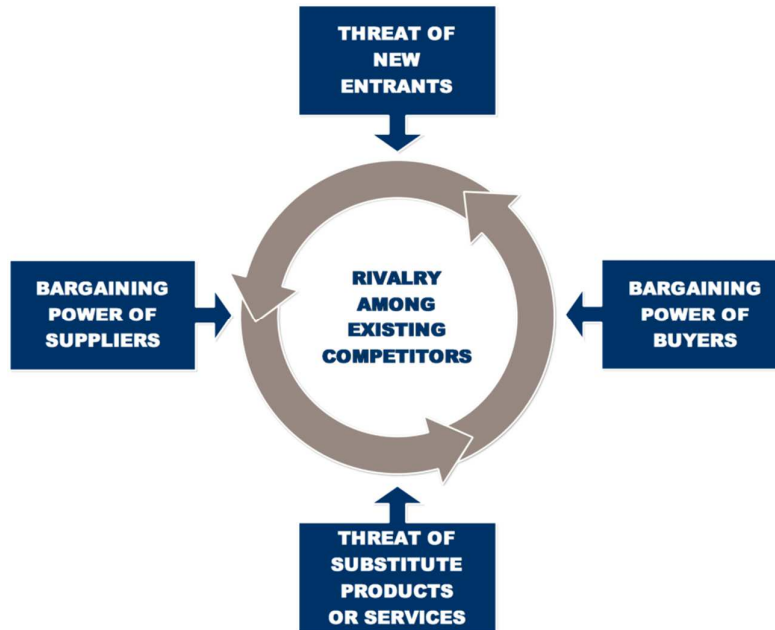 THREAT OF
NEW
ENTRANTS
BARGAINING
POWER OF
SUPPLIERS
RIVALRY
AMONG
EXISTING
COMPETITORS
BARGAINING
POWER OF
BUYERS
THREAT OF
SUBSTITUTE
PRODUCTS
OR SERVICES